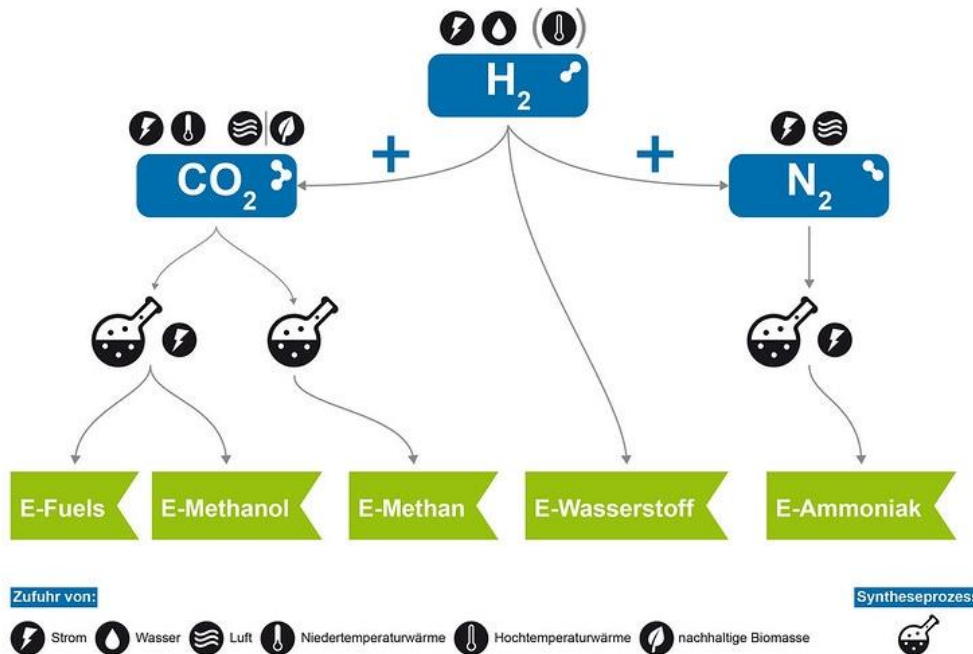 H2
CO2
N2
E-Fuels
E-Methanol
E-Methan
E-Wasserstoff
E-Ammoniak
Zufuhr von:
Syntheseprozess
Strom
Wasser
Luft
Niedertemperaturwärme
Hochtemperaturwärme
nachhaltige Biomasse